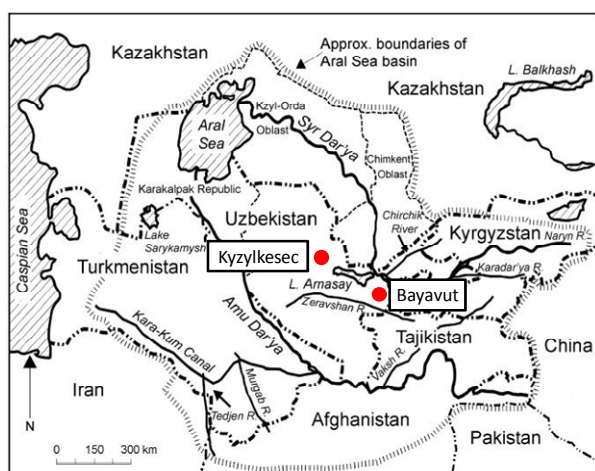 Kazakhstan
Approx. boundaries of
Aral Sea basin
Kazakhstan
L. Balkhash
Aral
Sea
Kzyl-Orda
Oblast
Syr Dar'ya
Chimkent
Oblast
Karakalpak Republic
Caspian Sea
Uzbekistan
Chirchik
River
Kyrgyzstan
Naryn R.
Lake
Sarykamysh
Kyzylkesec
Karadar'ya R.
Turkmenistan
L. Arnasay
Bayavut
Zeravshan R.
Amu Dar'ya
Tajikistan
Kara-Kum Canal
Vaksh R.
China
Iran
Murgab R.
Tedjen R.
Afghanistan
N
Pakistan
0 150 300 km